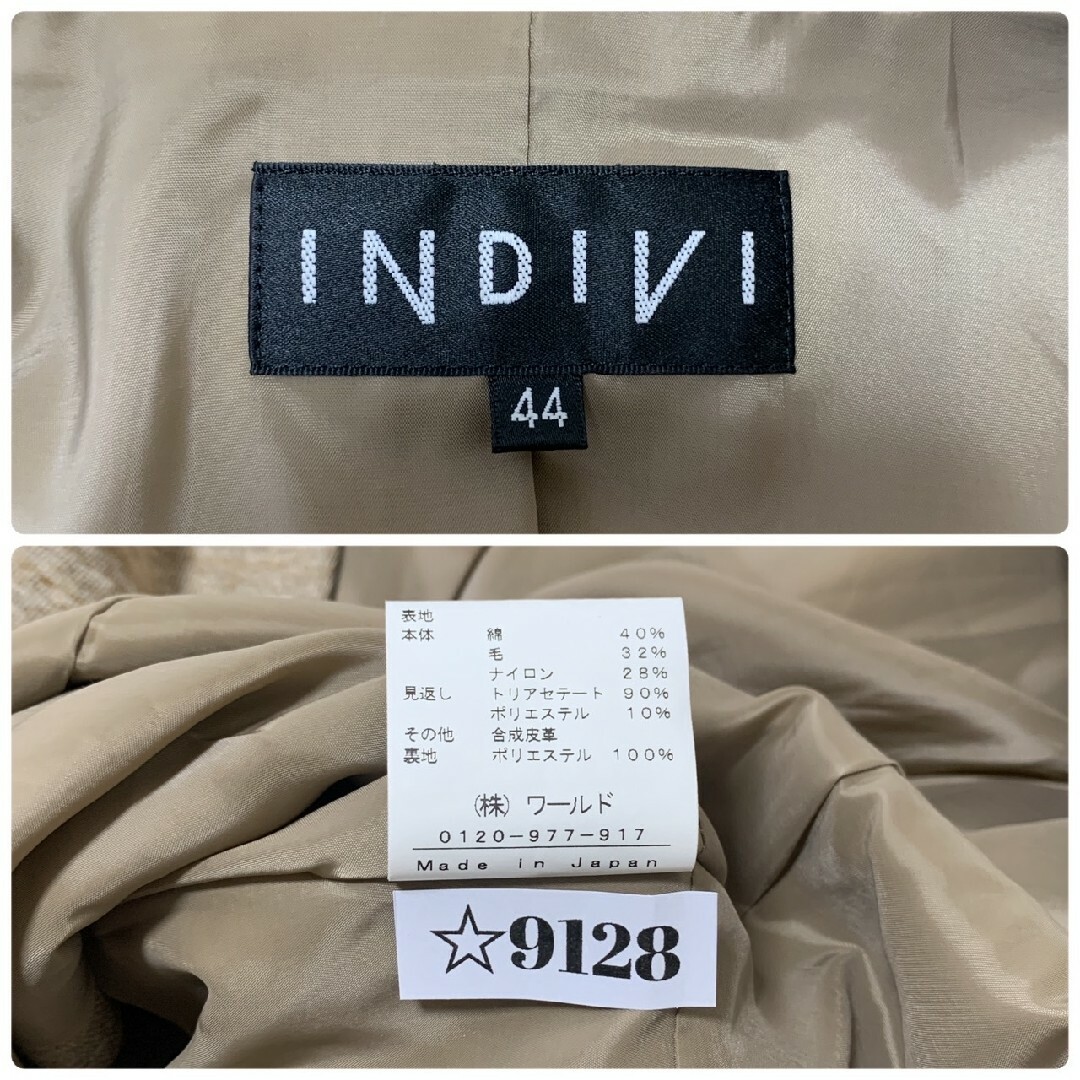 INDIVI
44
表地
本体 綿 40%
毛 32%
ナイロン 28%
見返し トリアセテート 90%
ポリエステル 10%
その他 合成皮革
裏地 ポリエステル 100%
(株) ワールド
0120-977-917
Made in Japan
☆9128